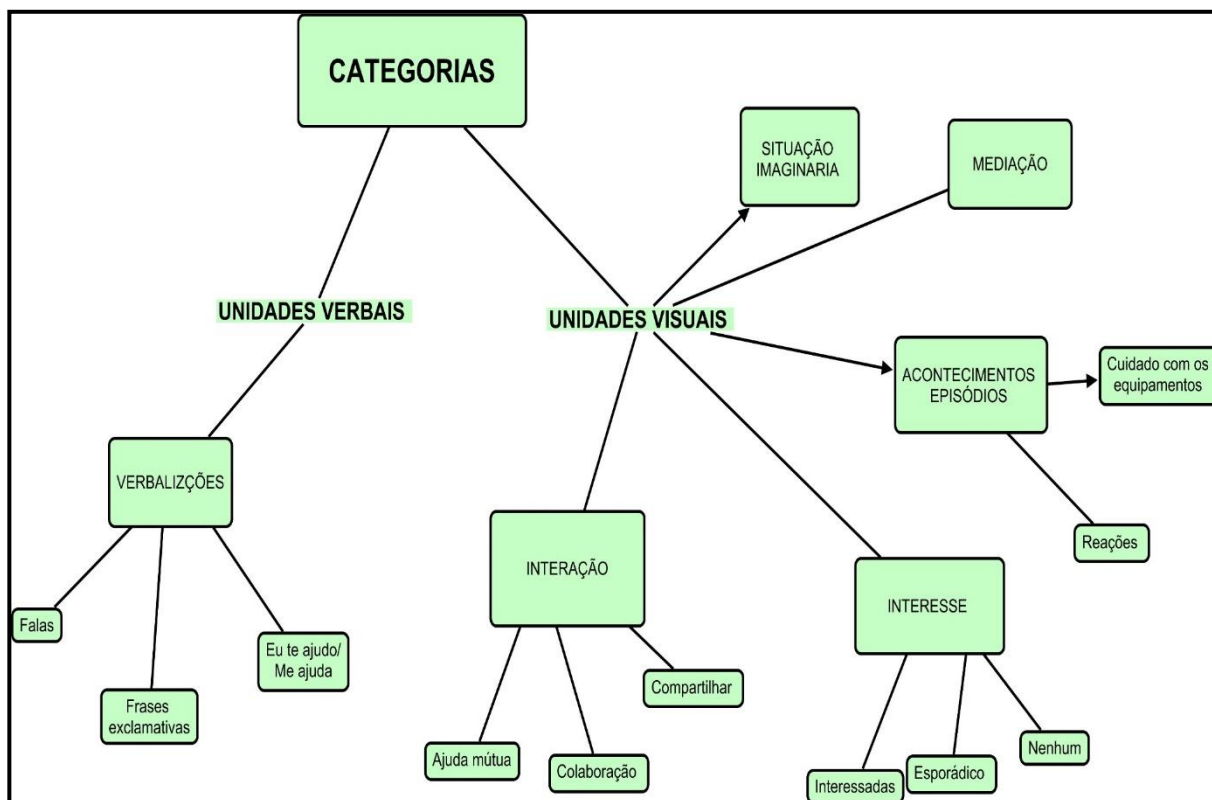 CATEGORIAS
SITUAÇÃO
IMAGINARIA
MEDIAÇÃO
UNIDADES VERBAIS
UNIDADES VISUAIS
ACONTECIMENTOS
EPISÓDIOS
Cuidado com os
equipamentos
VERBALIZÇÕES
Reações
INTERAÇÃO
INTERESSE
Falas
Eu te ajudo/
Me ajuda
Frases
exclamativas
Compartilhar
Ajuda mútua
Colaboração
Interessadas
Esporádico
Nenhum